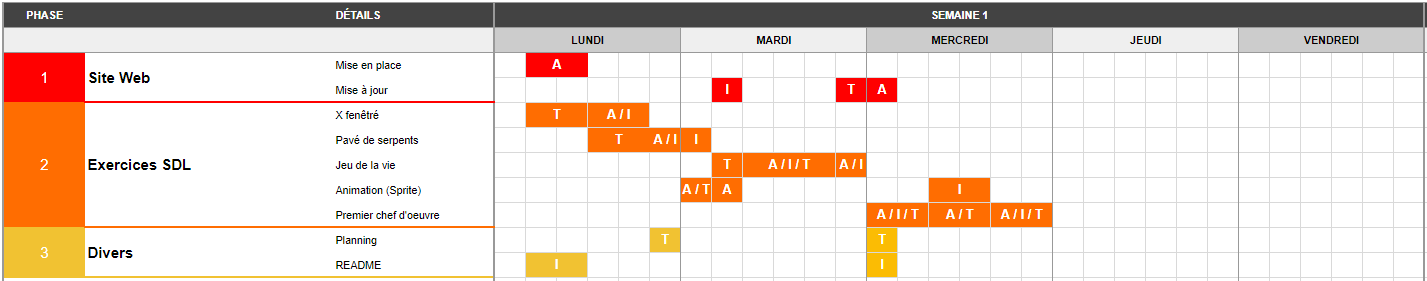 PHASE DÉTAILS SEMAINE 1
LUNDI MARDI MERCREDI JEUDI VENDREDI
1 Site Web
Mise en place A
Mise à jour I T A
2 Exercices SDL
X fenêtré T A / I
Pavé de serpents T A / I I
Jeu de la vie T A / I / T A / I
Animation (Sprite) A / T A I
Premier chef d'oeuvre A / I / T A / T A / I / T
3 Divers
Planning T T
README I I